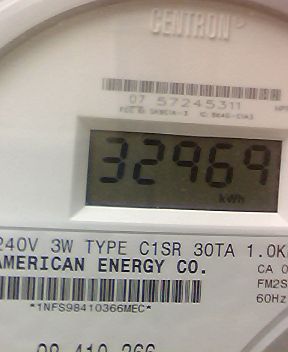 CENTRON®
07 57245311
32969
kWh
240V 3W TYPE C1SR 30TA 1.0K
AMERICAN ENERGY CO.
CA 0
FM2S
60Hz
*1NFS98410366MEC*